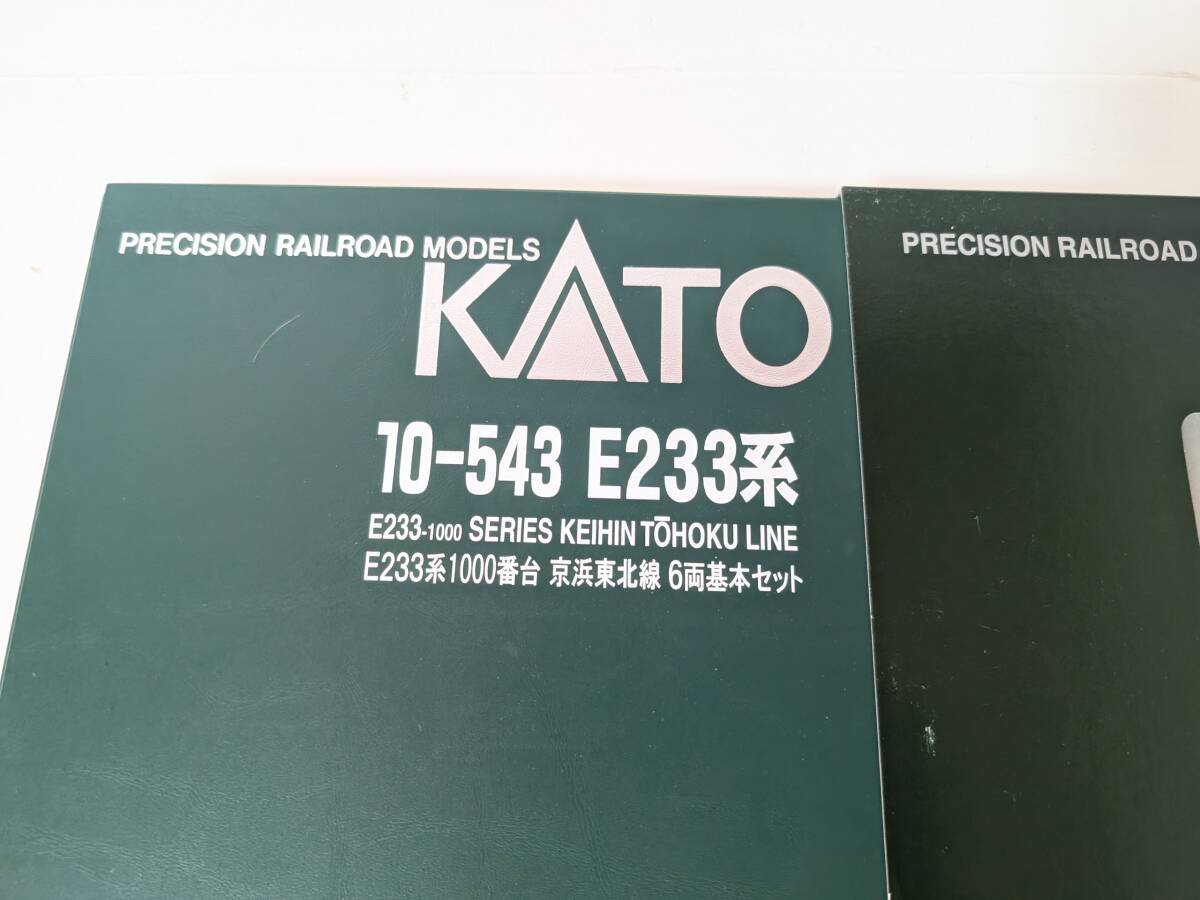 PRECISION RAILROAD MODELS
KATO
10-543 E233系
E233-1000 SERIES KEIHIN TŌHOKU LINE
E233系1000番台 京浜東北線 6両基本セット
PRECISION RAILROAD